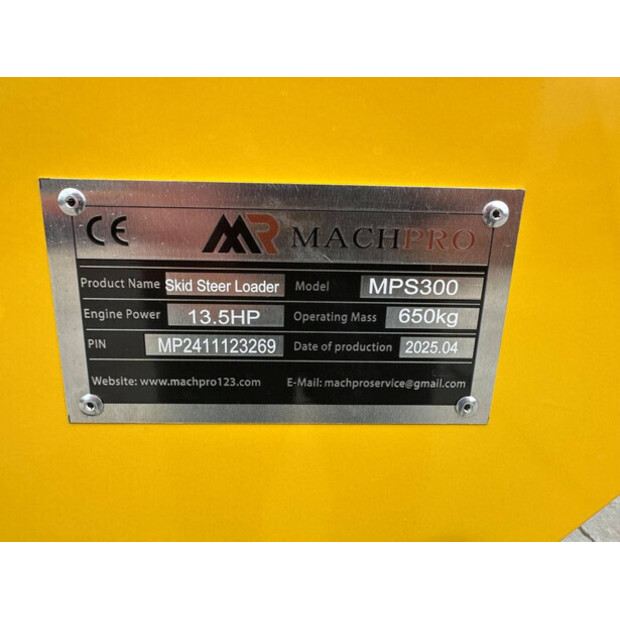 CE MR MACHPRO
Product Name Skid Steer Loader Model MPS300
Engine Power 13.5HP Operating Mass 650kg
PIN MP2411123269 Date of production 2025.04
Website: www.machpro123.com E-Mail: machproservice@gmail.com